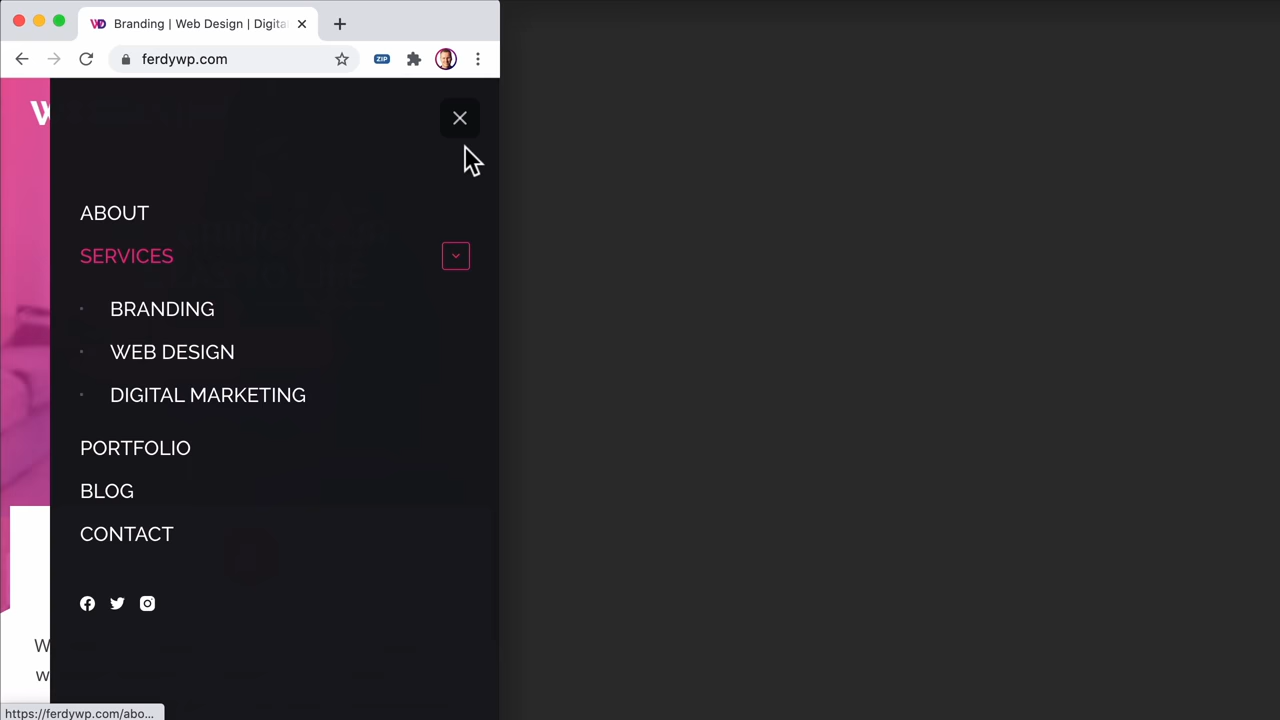 Branding | Web Design | Digita
ferdywp.com
ZIP
ABOUT
SERVICES
BRANDING
WEB DESIGN
DIGITAL MARKETING
PORTFOLIO
BLOG
CONTACT
https://ferdywp.com/abo...